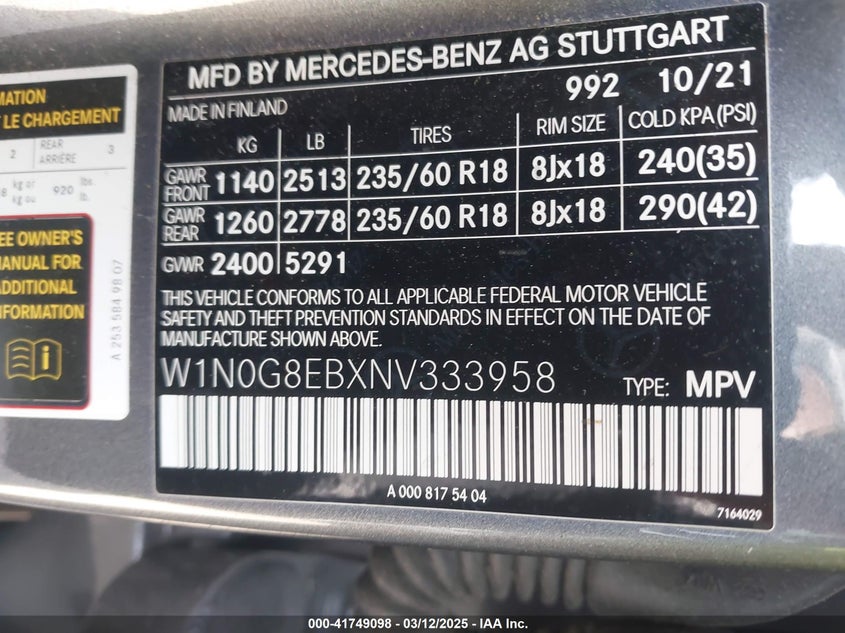 MATION
T LE CHARGEMENT
2 REAR ARRIÈRE 3
kg or kg ou 920 lbs. lb.
EE OWNER'S
MANUAL FOR
ADDITIONAL
INFORMATION
A 253 584 98 07
MFD BY MERCEDES-BENZ AG STUTTGART
992 10/21
MADE IN FINLAND
KG LB TIRES RIM SIZE COLD KPA (PSI)
GAWR FRONT 1140 2513 235/60 R18 8Jx18 240(35)
GAWR REAR 1260 2778 235/60 R18 8Jx18 290(42)
GVWR 2400 5291
THIS VEHICLE CONFORMS TO ALL APPLICABLE FEDERAL MOTOR VEHICLE
SAFETY AND THEFT PREVENTION STANDARDS IN EFFECT ON THE DATE OF
MANUFACTURE SHOWN ABOVE.
W1N0G8EBXNV333958 TYPE: MPV
A 000 817 54 04
7164029
000-41749098 - 03/12/2025 - IAA Inc.